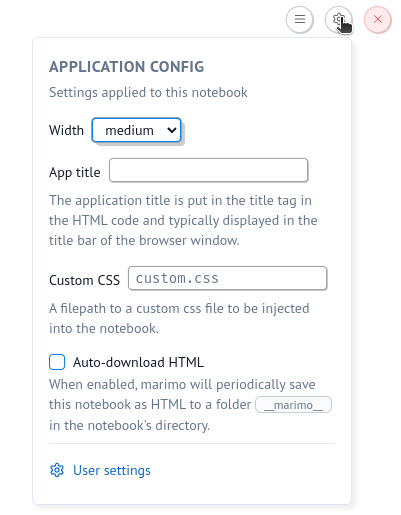 APPLICATION CONFIG
Settings applied to this notebook
Width medium
App title
The application title is put in the title tag in
the HTML code and typically displayed in the
title bar of the browser window.
Custom CSS custom.css
A filepath to a custom css file to be injected
into the notebook.
Auto-download HTML
When enabled, marimo will periodically save
this notebook as HTML to a folder __marimo__
in the notebook's directory.
User settings